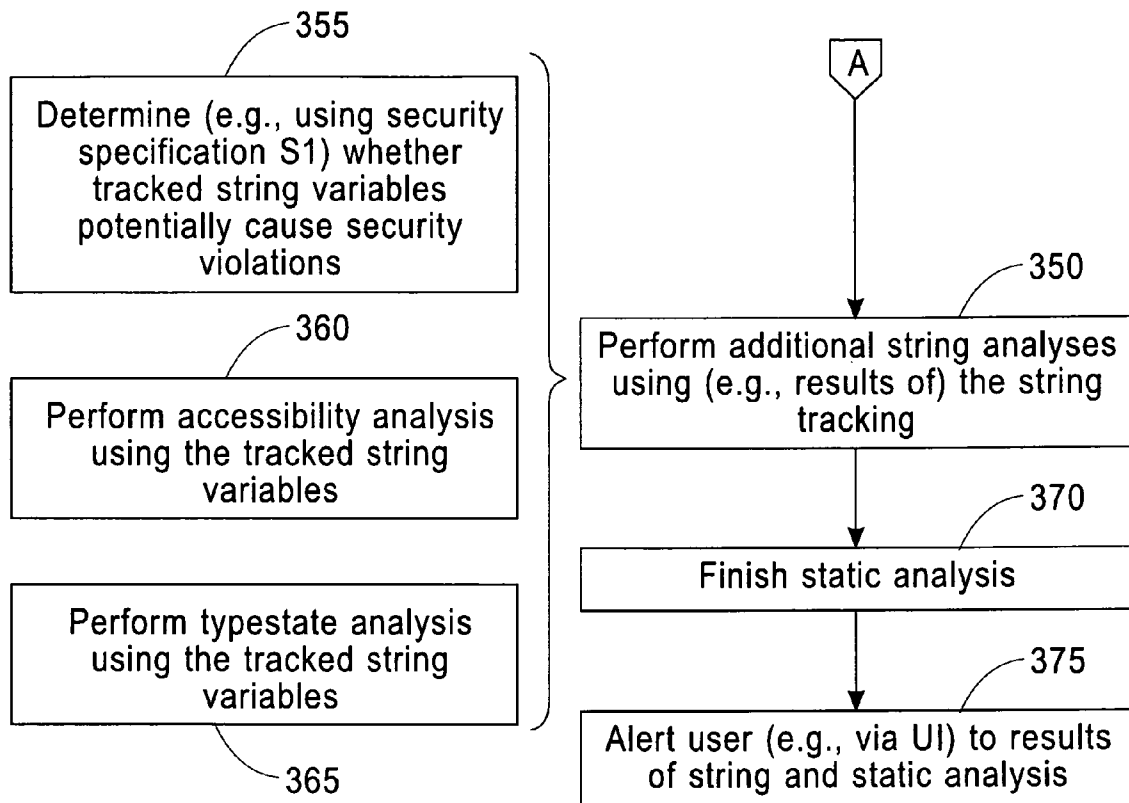 355
Determine (e.g., using security
specification S1) whether
tracked string variables
potentially cause security
violations
360
Perform accessibility analysis
using the tracked string
variables
Perform typestate analysis
using the tracked string
variables
365
A
350
Perform additional string analyses
using (e.g., results of) the string
tracking
370
Finish static analysis
375
Alert user (e.g., via UI) to results
of string and static analysis